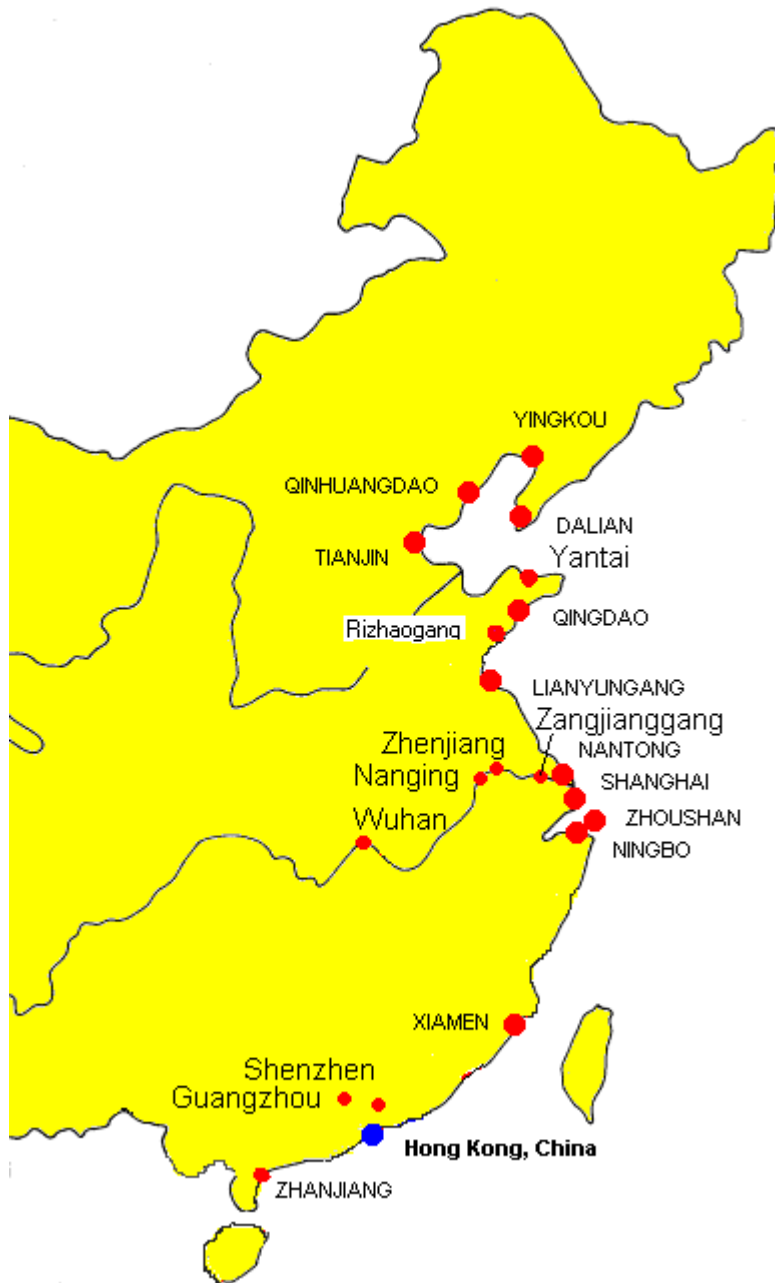 YINGKOU
QINHUANGDAO
DALIAN
TIANJIN
Yantai
QINGDAO
Rizhaogang
LIANYUNGANG
Zangjianggang
Zhenjiang
NANTONG
Nanging
SHANGHAI
Wuhan
ZHOUSHAN
NINGBO
XIAMEN
Shenzhen
Guangzhou
Hong Kong, China
ZHANJIANG